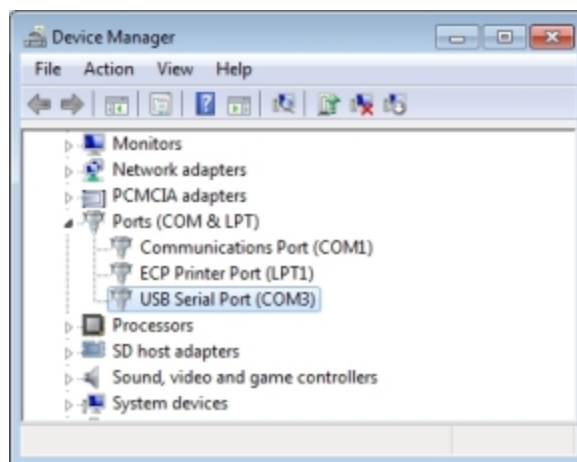 Device Manager
File Action View Help
Monitors
Network adapters
PCMCIA adapters
Ports (COM & LPT)
Communications Port (COM1)
ECP Printer Port (LPT1)
USB Serial Port (COM3)
Processors
SD host adapters
Sound, video and game controllers
System devices